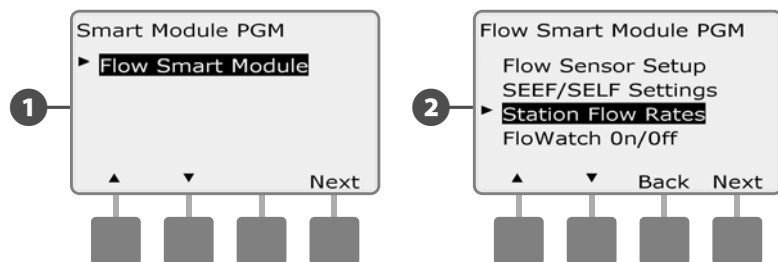 Smart Module PGM
► Flow Smart Module
1
▲ ▼ Next
Flow Smart Module PGM
Flow Sensor Setup
SEEF/SELF Settings
2
► Station Flow Rates
FloWatch On/Off
▲ ▼ Back Next